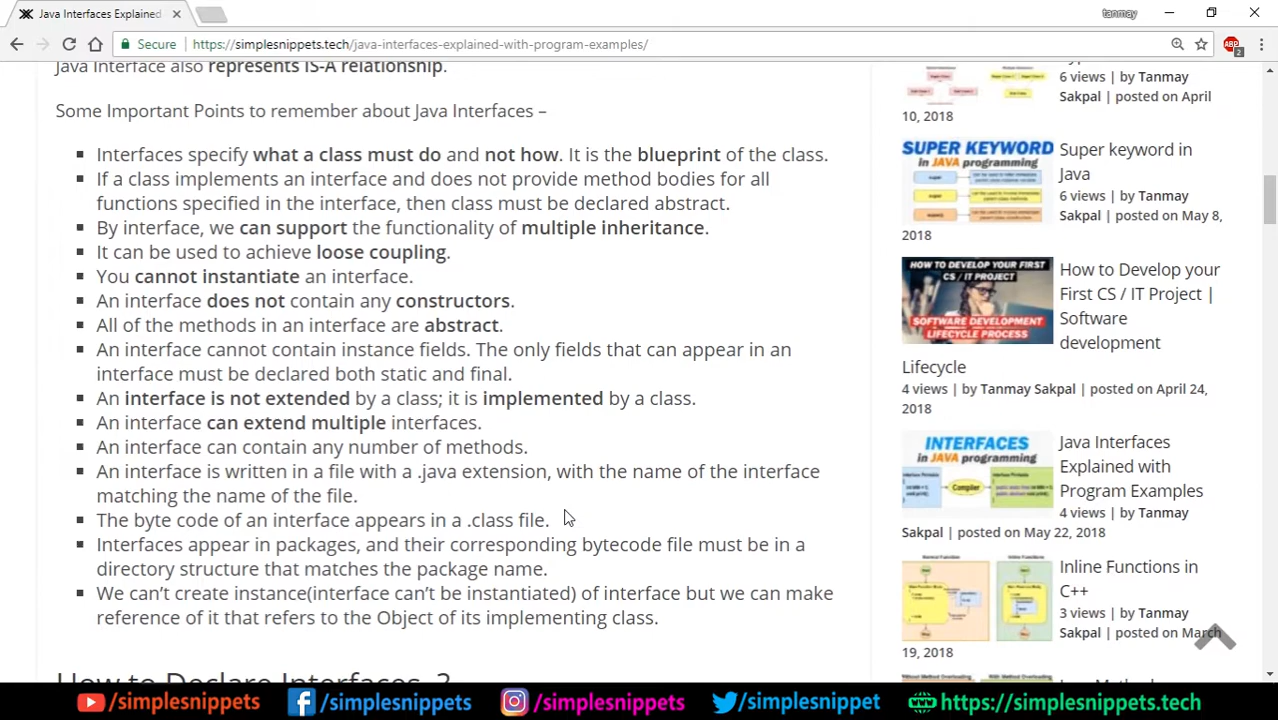 Java Interfaces Explained
tanmay
Secure
https://simplesnippets.tech/java-interfaces-explained-with-program-examples/
ABP
2
Java Interface also represents IS-A relationship.
Some Important Points to remember about Java Interfaces –
Interfaces specify what a class must do and not how. It is the blueprint of the class.
If a class implements an interface and does not provide method bodies for all
functions specified in the interface, then class must be declared abstract.
By interface, we can support the functionality of multiple inheritance.
It can be used to achieve loose coupling.
You cannot instantiate an interface.
An interface does not contain any constructors.
All of the methods in an interface are abstract.
An interface cannot contain instance fields. The only fields that can appear in an
interface must be declared both static and final.
An interface is not extended by a class; it is implemented by a class.
An interface can extend multiple interfaces.
An interface can contain any number of methods.
An interface is written in a file with a .java extension, with the name of the interface
matching the name of the file.
The byte code of an interface appears in a .class file.
Interfaces appear in packages, and their corresponding bytecode file must be in a
directory structure that matches the package name.
We can't create instance(interface can't be instantiated) of interface but we can make
reference of it that refers to the Object of its implementing class.
6 views | by Tanmay
Sakpal | posted on April
10, 2018
SUPER KEYWORD
in JAVA programming
Super keyword in
Java
6 views | by Tanmay
Sakpal | posted on May 8,
2018
HOW TO DEVELOP YOUR FIRST
CS / IT PROJECT
SOFTWARE DEVELOPMENT
LIFECYCLE PROCESS
How to Develop your
First CS / IT Project |
Software
development
Lifecycle
4 views | by Tanmay Sakpal | posted on April 24,
2018
INTERFACES
in JAVA programming
Compiler
Java Interfaces
Explained with
Program Examples
4 views | by Tanmay
Sakpal | posted on May 22, 2018
Inline Functions in
C++
3 views | by Tanmay
Sakpal | posted on March
19, 2018
/simplesnippets
/simplesnippets
/simplesnippets
/simplesnippets
https://simplesnippets.tech